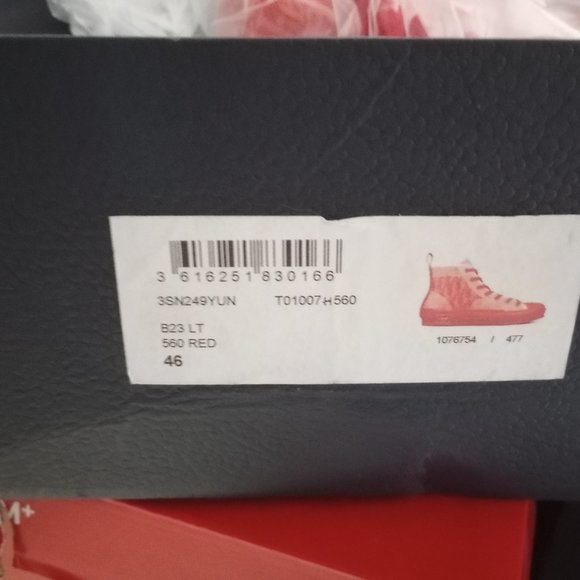 3 616251 830166
3SN249YUN T01007H560
B23 LT
560 RED
46
1076754 / 477
M+